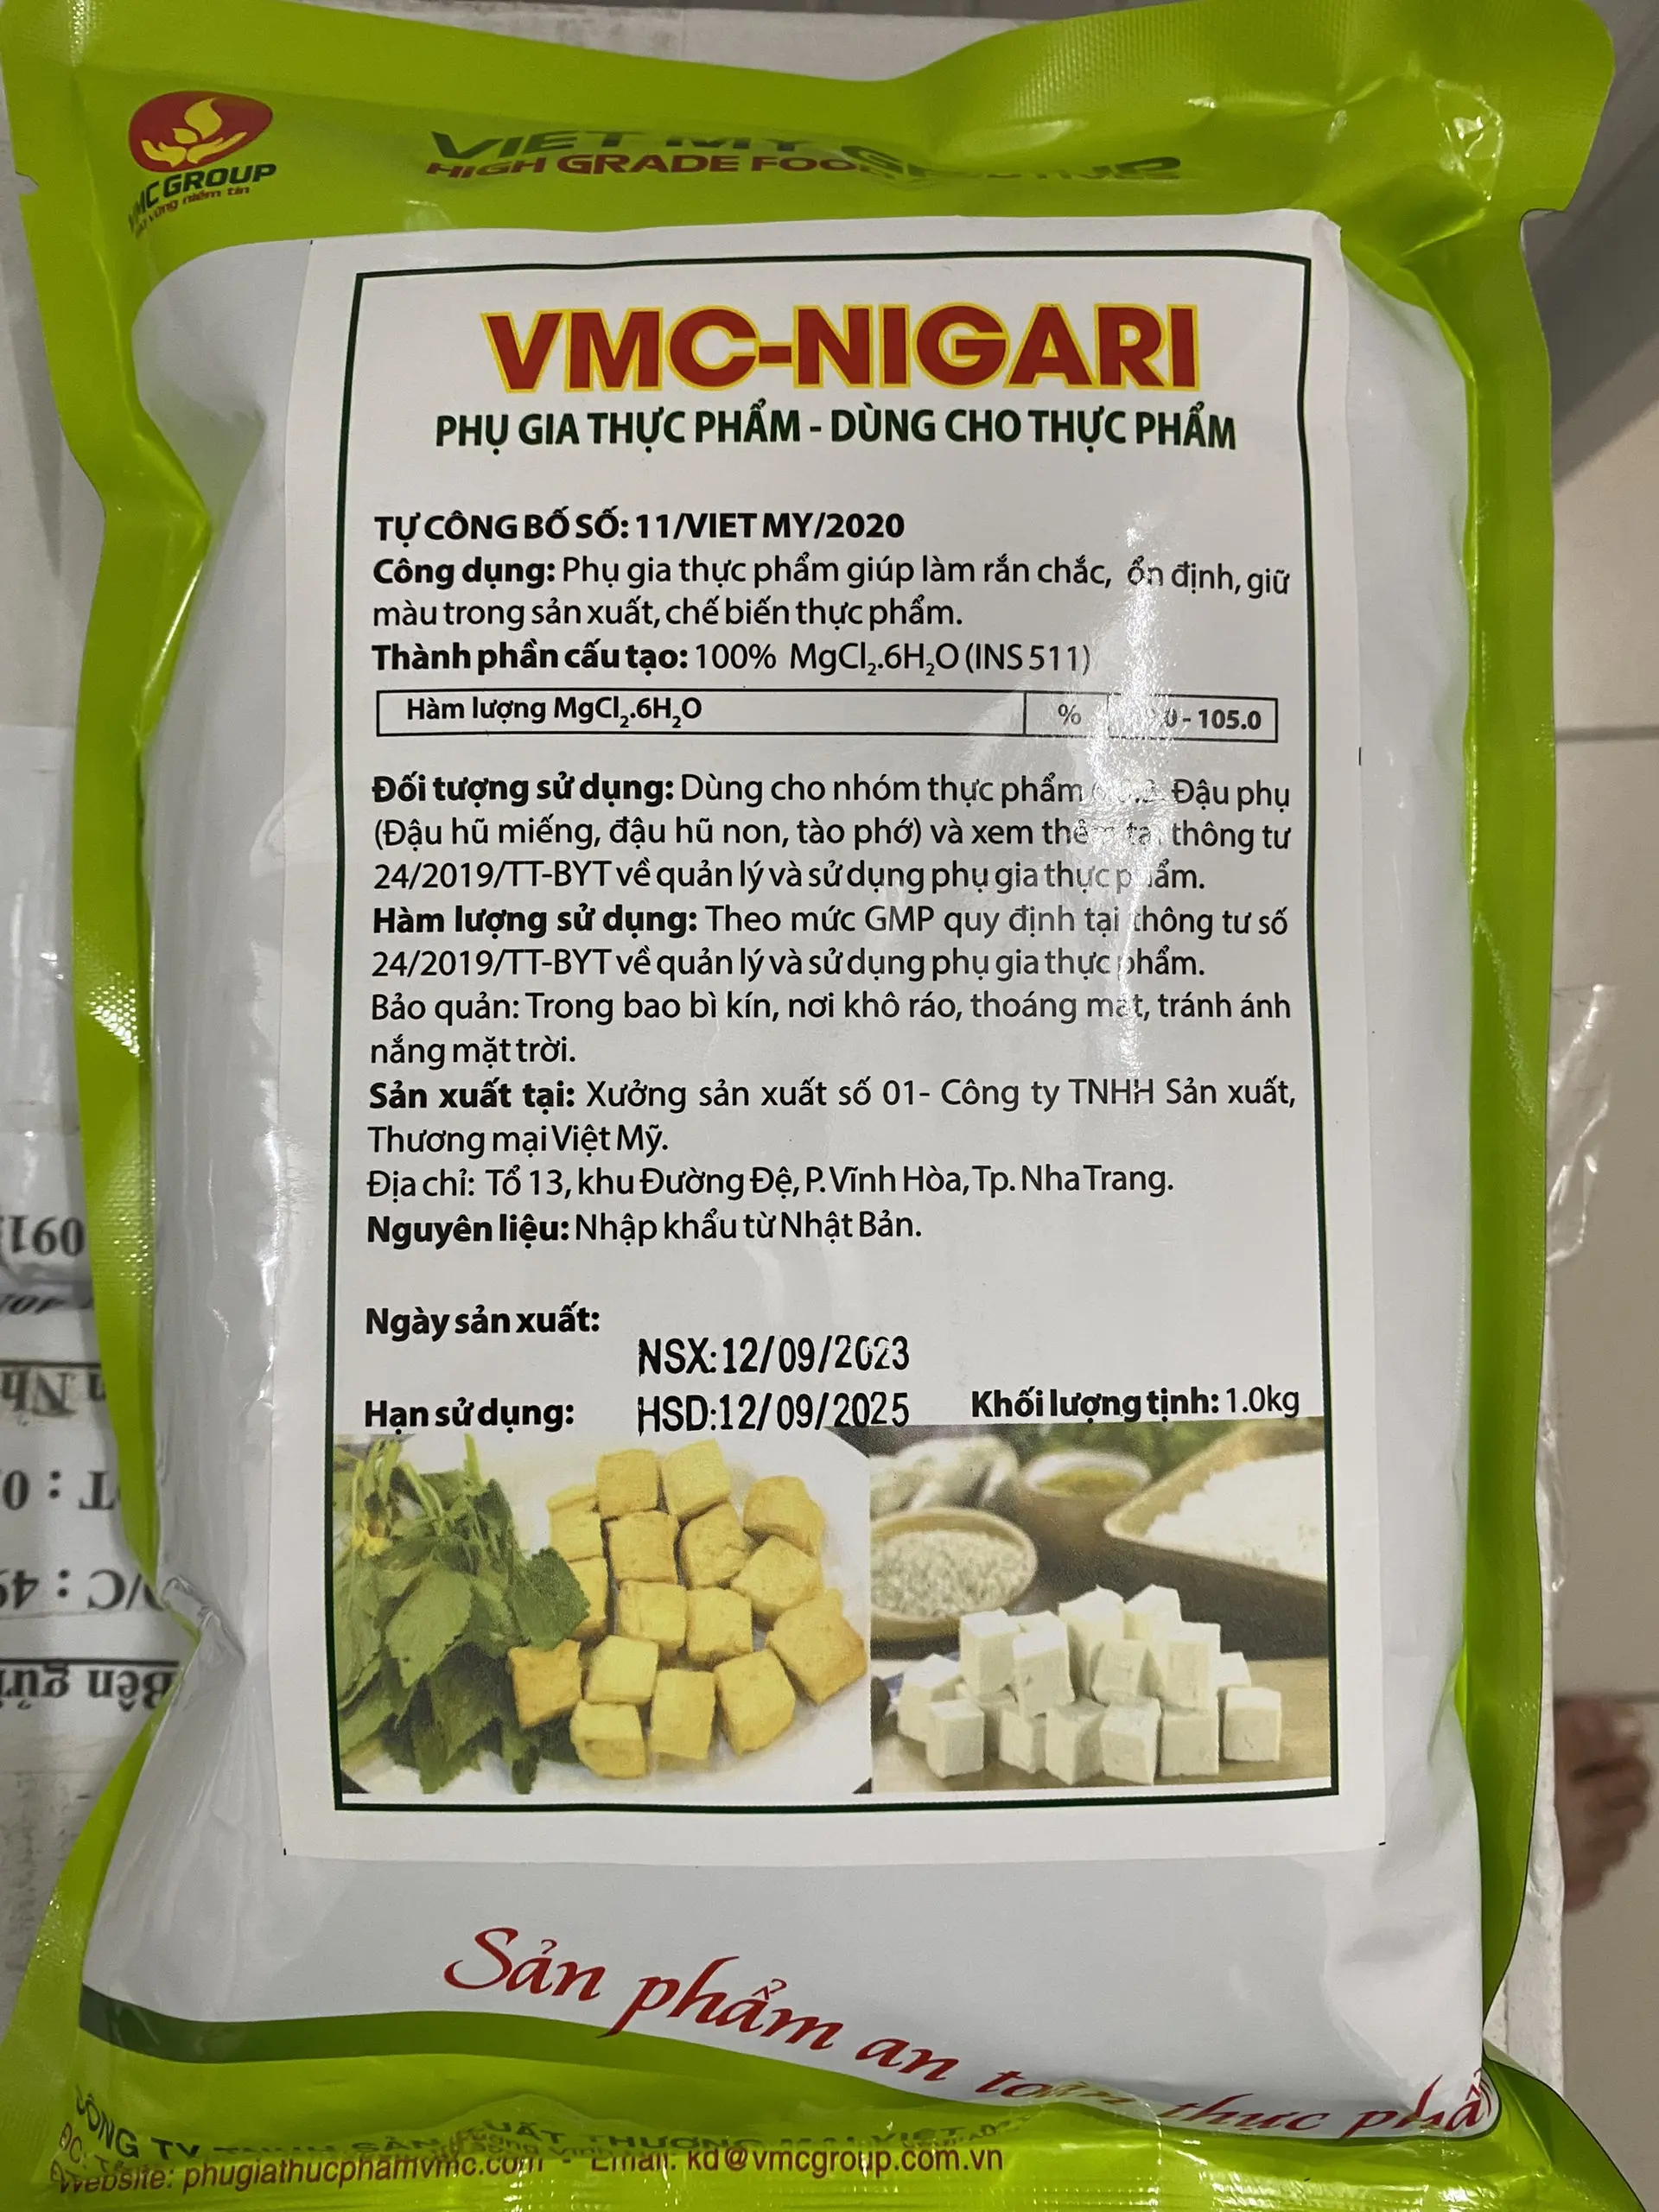 VMC GROUP
niềm tin
VIET MY
HIGH GRADE
VMC-NIGARI
PHỤ GIA THỰC PHẨM - DÙNG CHO THỰC PHẨM
TỰ CÔNG BỐ SỐ: 11/VIET MY/2020
Công dụng: Phụ gia thực phẩm giúp làm rắn chắc, ổn định, giữ
màu trong sản xuất, chế biến thực phẩm.
Thành phần cấu tạo: 100% MgCl₂.6H₂O (INS 511)
Hàm lượng MgCl₂.6H₂O % - 105.0
Đối tượng sử dụng: Dùng cho nhóm thực phẩm Đậu phụ
(Đậu hũ miếng, đậu hũ non, tào phớ) và xem thêm tại thông tư
24/2019/TT-BYT về quản lý và sử dụng phụ gia thực phẩm.
Hàm lượng sử dụng: Theo mức GMP quy định tại thông tư số
24/2019/TT-BYT về quản lý và sử dụng phụ gia thực phẩm.
Bảo quản: Trong bao bì kín, nơi khô ráo, thoáng mát, tránh ánh
nắng mặt trời.
Sản xuất tại: Xưởng sản xuất số 01- Công ty TNHH Sản xuất,
Thương mại Việt Mỹ.
Địa chỉ: Tổ 13, khu Đường Đệ, P. Vĩnh Hòa, Tp. Nha Trang.
Nguyên liệu: Nhập khẩu từ Nhật Bản.
Ngày sản xuất:
NSX:12/09/2023
Hạn sử dụng: HSD:12/09/2025 Khối lượng tịnh: 1.0kg
Sản phẩm an toàn thực
CÔNG TY
Website: phugiathucphamvmc.com - Email: kd@vmcgroup.com.vn
091
Bên gửi